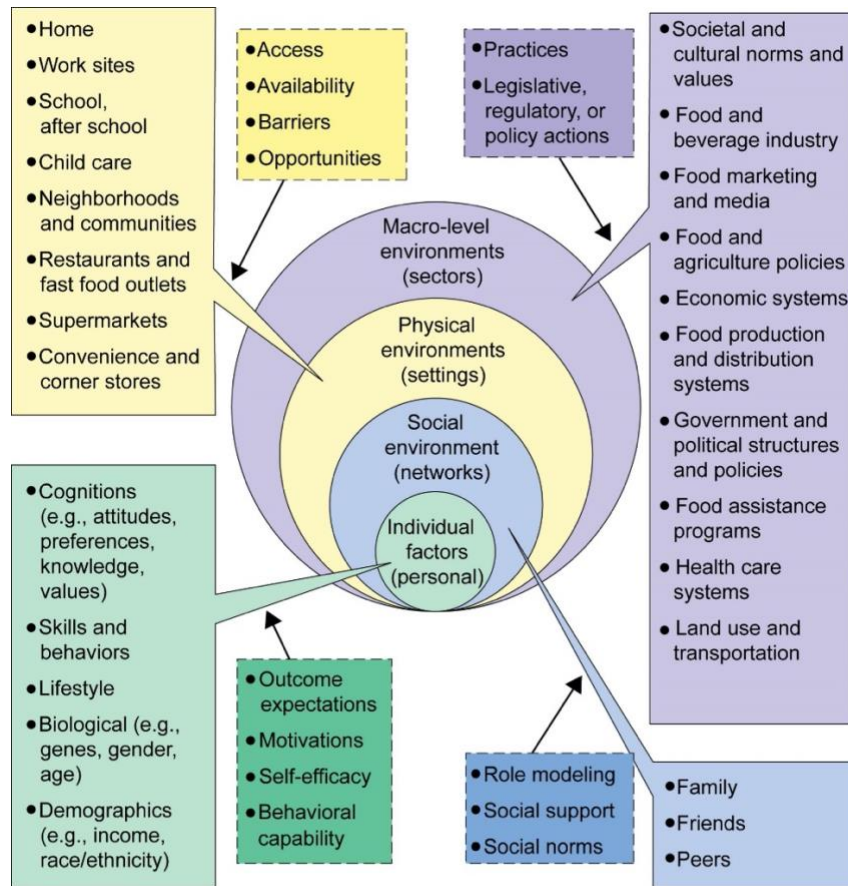 ● Home
● Work sites
● School,
after school
● Child care
● Neighborhoods
and communities
● Restaurants and
fast food outlets
● Supermarkets
● Convenience and
corner stores
● Access
● Availability
● Barriers
● Opportunities
● Practices
● Legislative,
regulatory, or
policy actions
● Societal and
cultural norms and
values
● Food and
beverage industry
● Food marketing
and media
● Food and
agriculture policies
● Economic systems
● Food production
and distribution
systems
● Government and
political structures
and policies
● Food assistance
programs
● Health care
systems
● Land use and
transportation
Macro-level
environments
(sectors)
Physical
environments
(settings)
Social
environment
(networks)
Individual
factors
(personal)
● Cognitions
(e.g., attitudes,
preferences,
knowledge,
values)
● Skills and
behaviors
● Lifestyle
● Biological (e.g.,
genes, gender,
age)
● Demographics
(e.g., income,
race/ethnicity)
● Outcome
expectations
● Motivations
● Self-efficacy
● Behavioral
capability
● Role modeling
● Social support
● Social norms
● Family
● Friends
● Peers